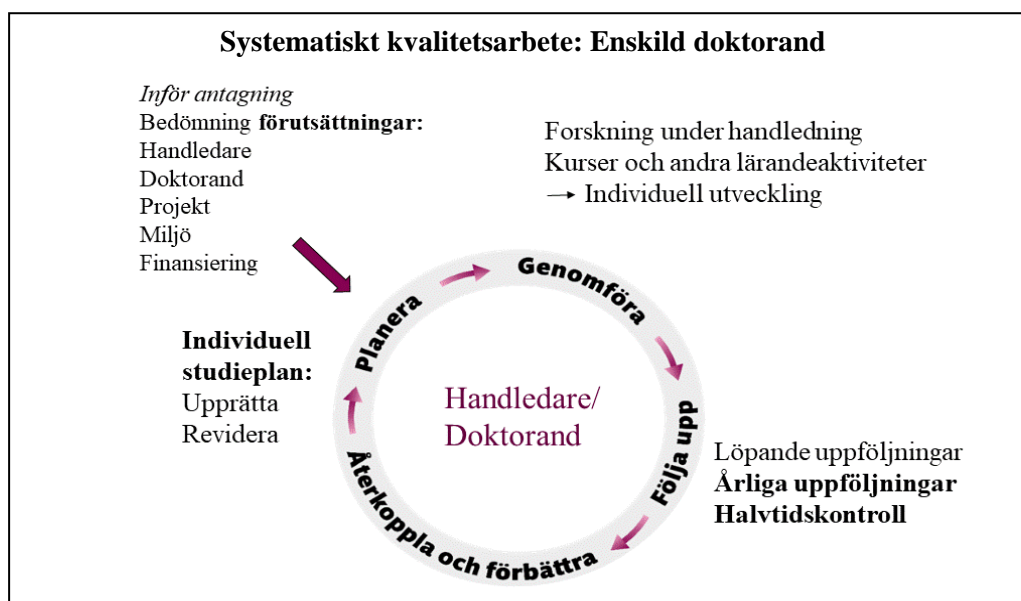 Systematiskt kvalitetsarbete: Enskild doktorand
Inför antagning
Bedömning förutsättningar:
Handledare
Doktorand
Projekt
Miljö
Finansiering
Forskning under handledning
Kurser och andra lärandeaktiviteter
→ Individuell utveckling
Genomföra
Planera
Individuell
studieplan:
Upprätta
Revidera
Handledare/
Doktorand
Följa upp
Löpande uppföljningar
Årliga uppföljningar
Halvtidskontroll
Återkoppla och förbättra